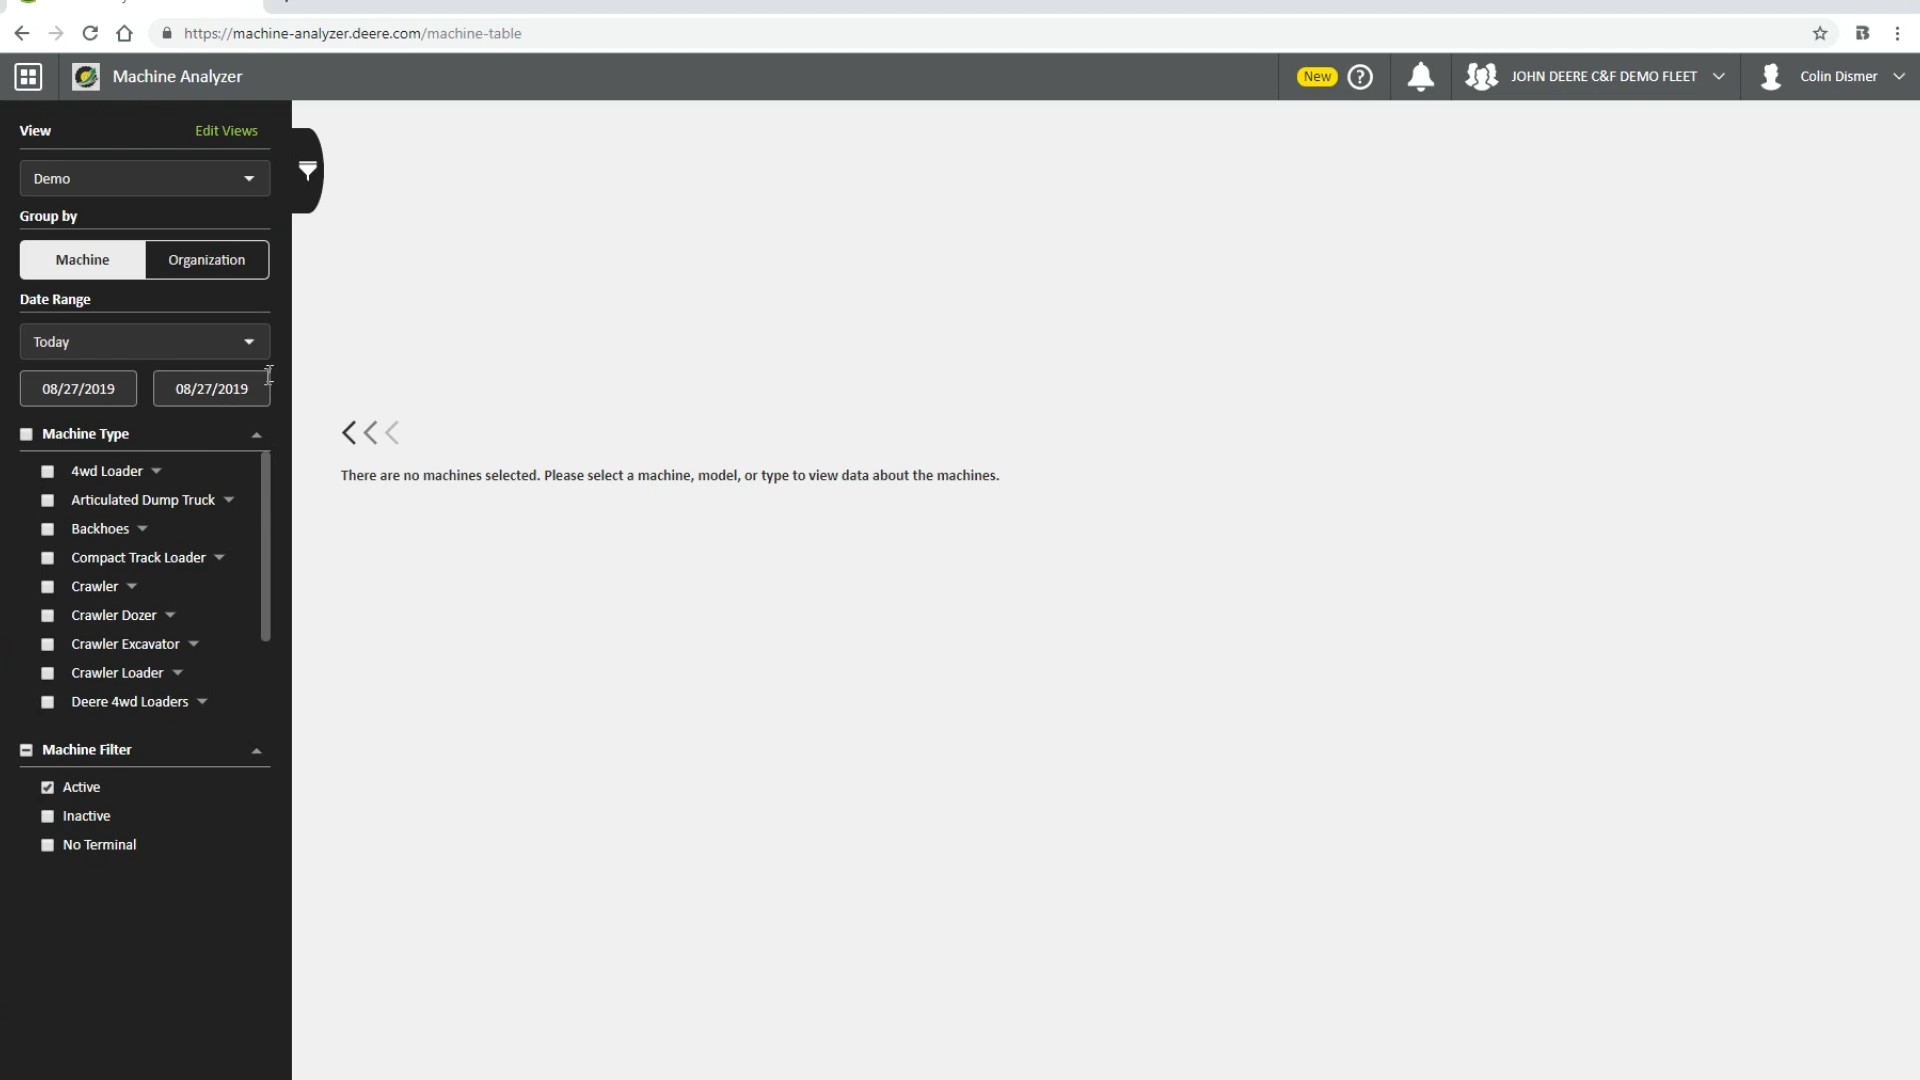 https://machine-analyzer.deere.com/machine-table
Machine Analyzer
New
JOHN DEERE C&F DEMO FLEET
Colin Dismer
View
Edit Views
Demo
Group by
Machine
Organization
Date Range
Today
08/27/2019
08/27/2019
Machine Type
4wd Loader
Articulated Dump Truck
Backhoes
Compact Track Loader
Crawler
Crawler Dozer
Crawler Excavator
Crawler Loader
Deere 4wd Loaders
Machine Filter
Active
Inactive
No Terminal
There are no machines selected. Please select a machine, model, or type to view data about the machines.